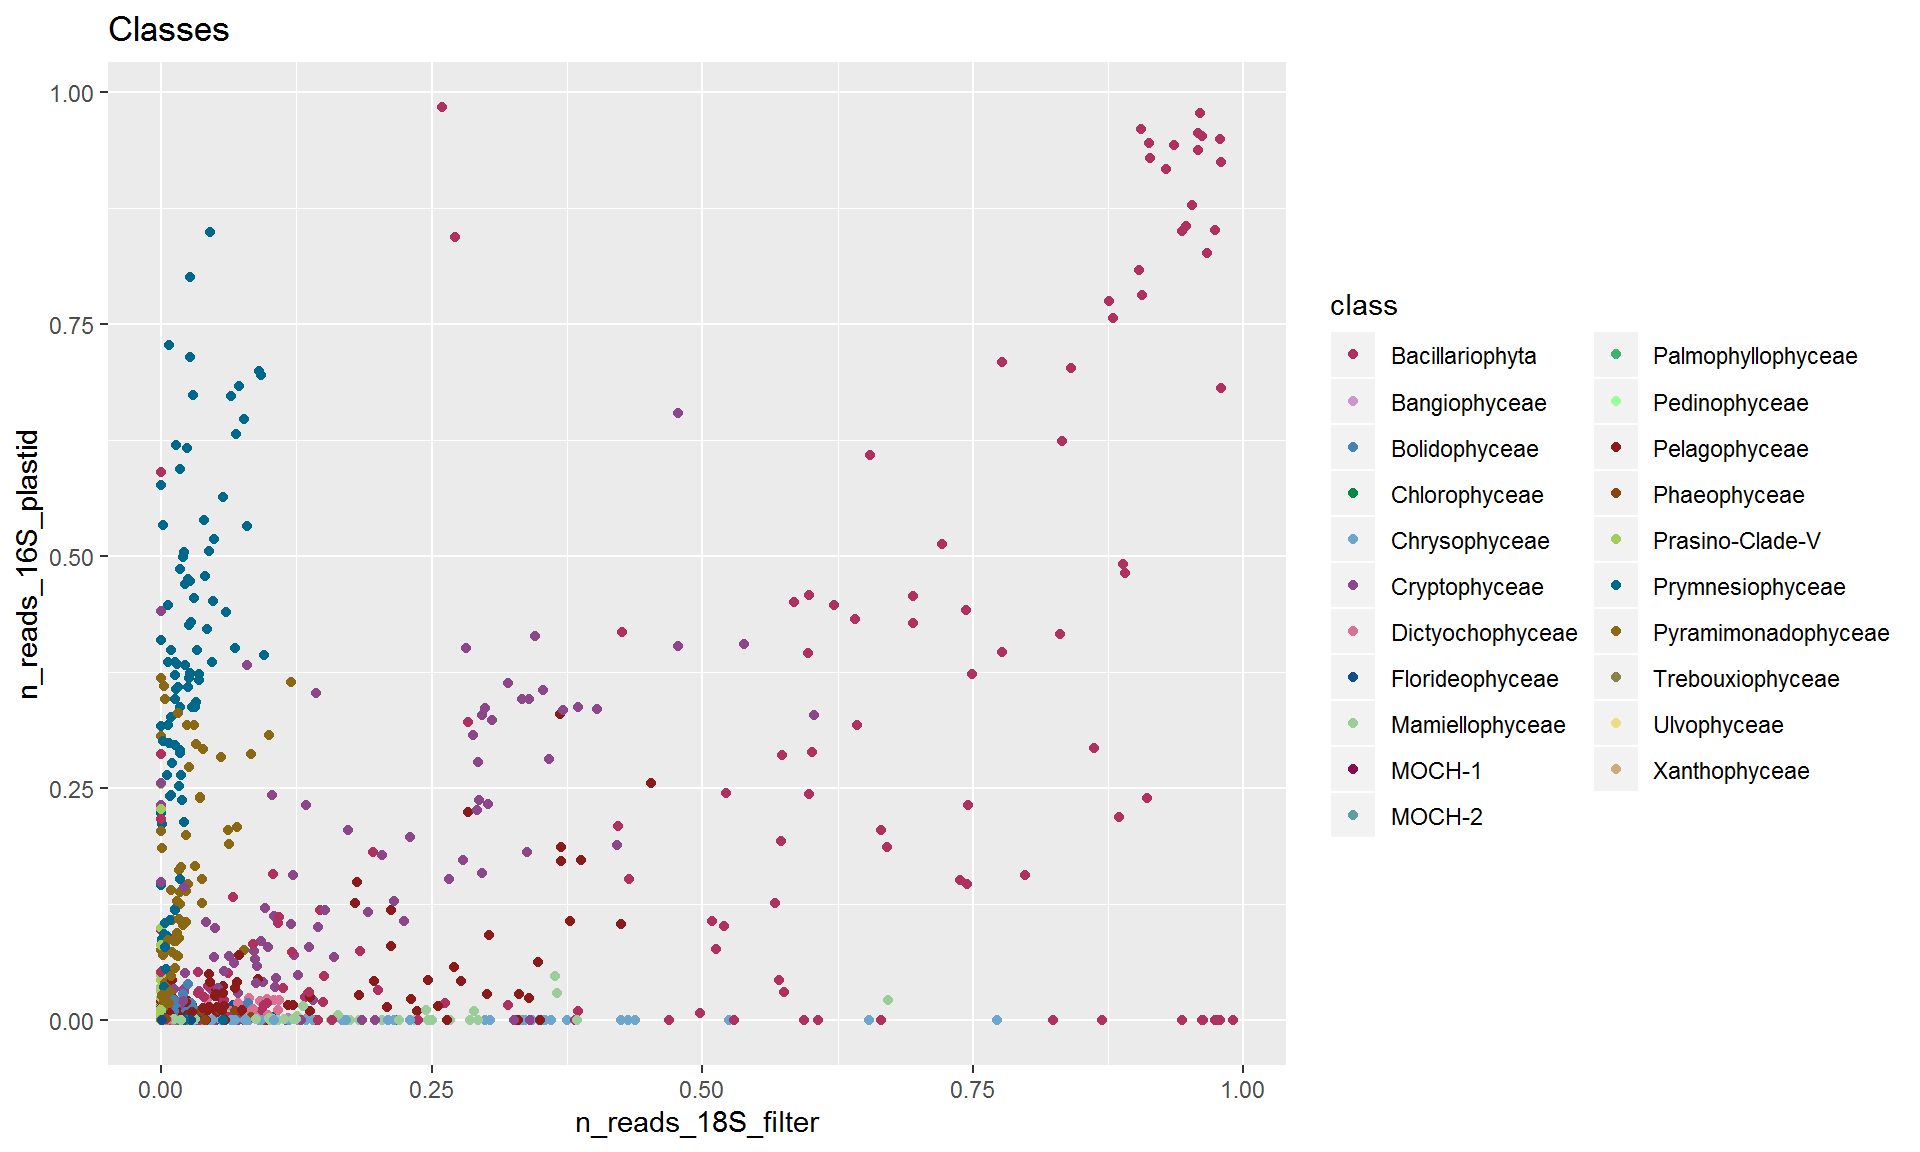 Classes
1.00
0.75
0.50
0.25
0.00
n_reads_16S_plastid
0.00 0.25 0.50 0.75 1.00
n_reads_18S_filter
class
Bacillariophyta
Bangiophyceae
Bolidophyceae
Chlorophyceae
Chrysophyceae
Cryptophyceae
Dictyochophyceae
Florideophyceae
Mamiellophyceae
MOCH-1
MOCH-2
Palmophyllophyceae
Pedinophyceae
Pelagophyceae
Phaeophyceae
Prasino-Clade-V
Prymnesiophyceae
Pyramimonadophyceae
Trebouxiophyceae
Ulvophyceae
Xanthophyceae